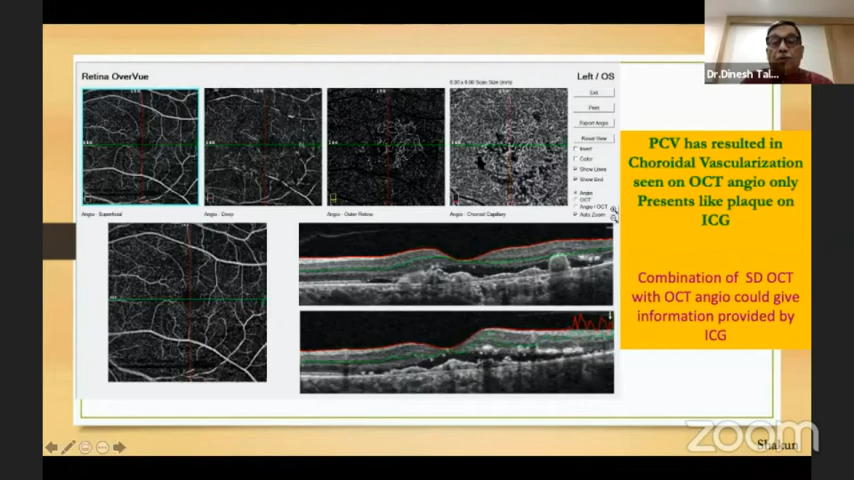 Dr.Dinesh Tal...
Retina OverVue
Left / OS
Exit
Print
Export Angio
Reset View
Invert
Color
Show Lines
Show End
Angio
OCT
Angio / OCT
Auto Zoom
Angio - Superficial
Angio - Deep
Angio - Outer Retina
Angio - Choroid Capillary
PCV has resulted in
Choroidal Vascularization
seen on OCT angio only
Presents like plaque on
ICG
Combination of SD OCT
with OCT angio could give
information provided by
ICG
zoom
Shakun